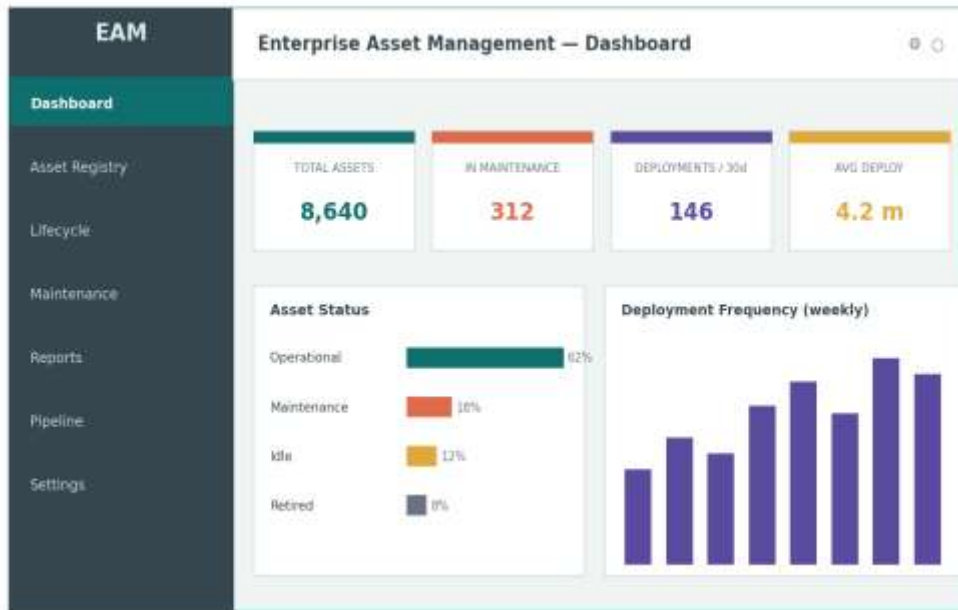 EAM
Enterprise Asset Management — Dashboard
Dashboard
Asset Registry
Lifecycle
Maintenance
Reports
Pipeline
Settings
TOTAL ASSETS
8,640
IN MAINTENANCE
312
DEPLOYMENTS / 30d
146
AVG DEPLOY
4.2 m
Asset Status
Operational 62%
Maintenance 18%
Idle 12%
Retired 8%
Deployment Frequency (weekly)